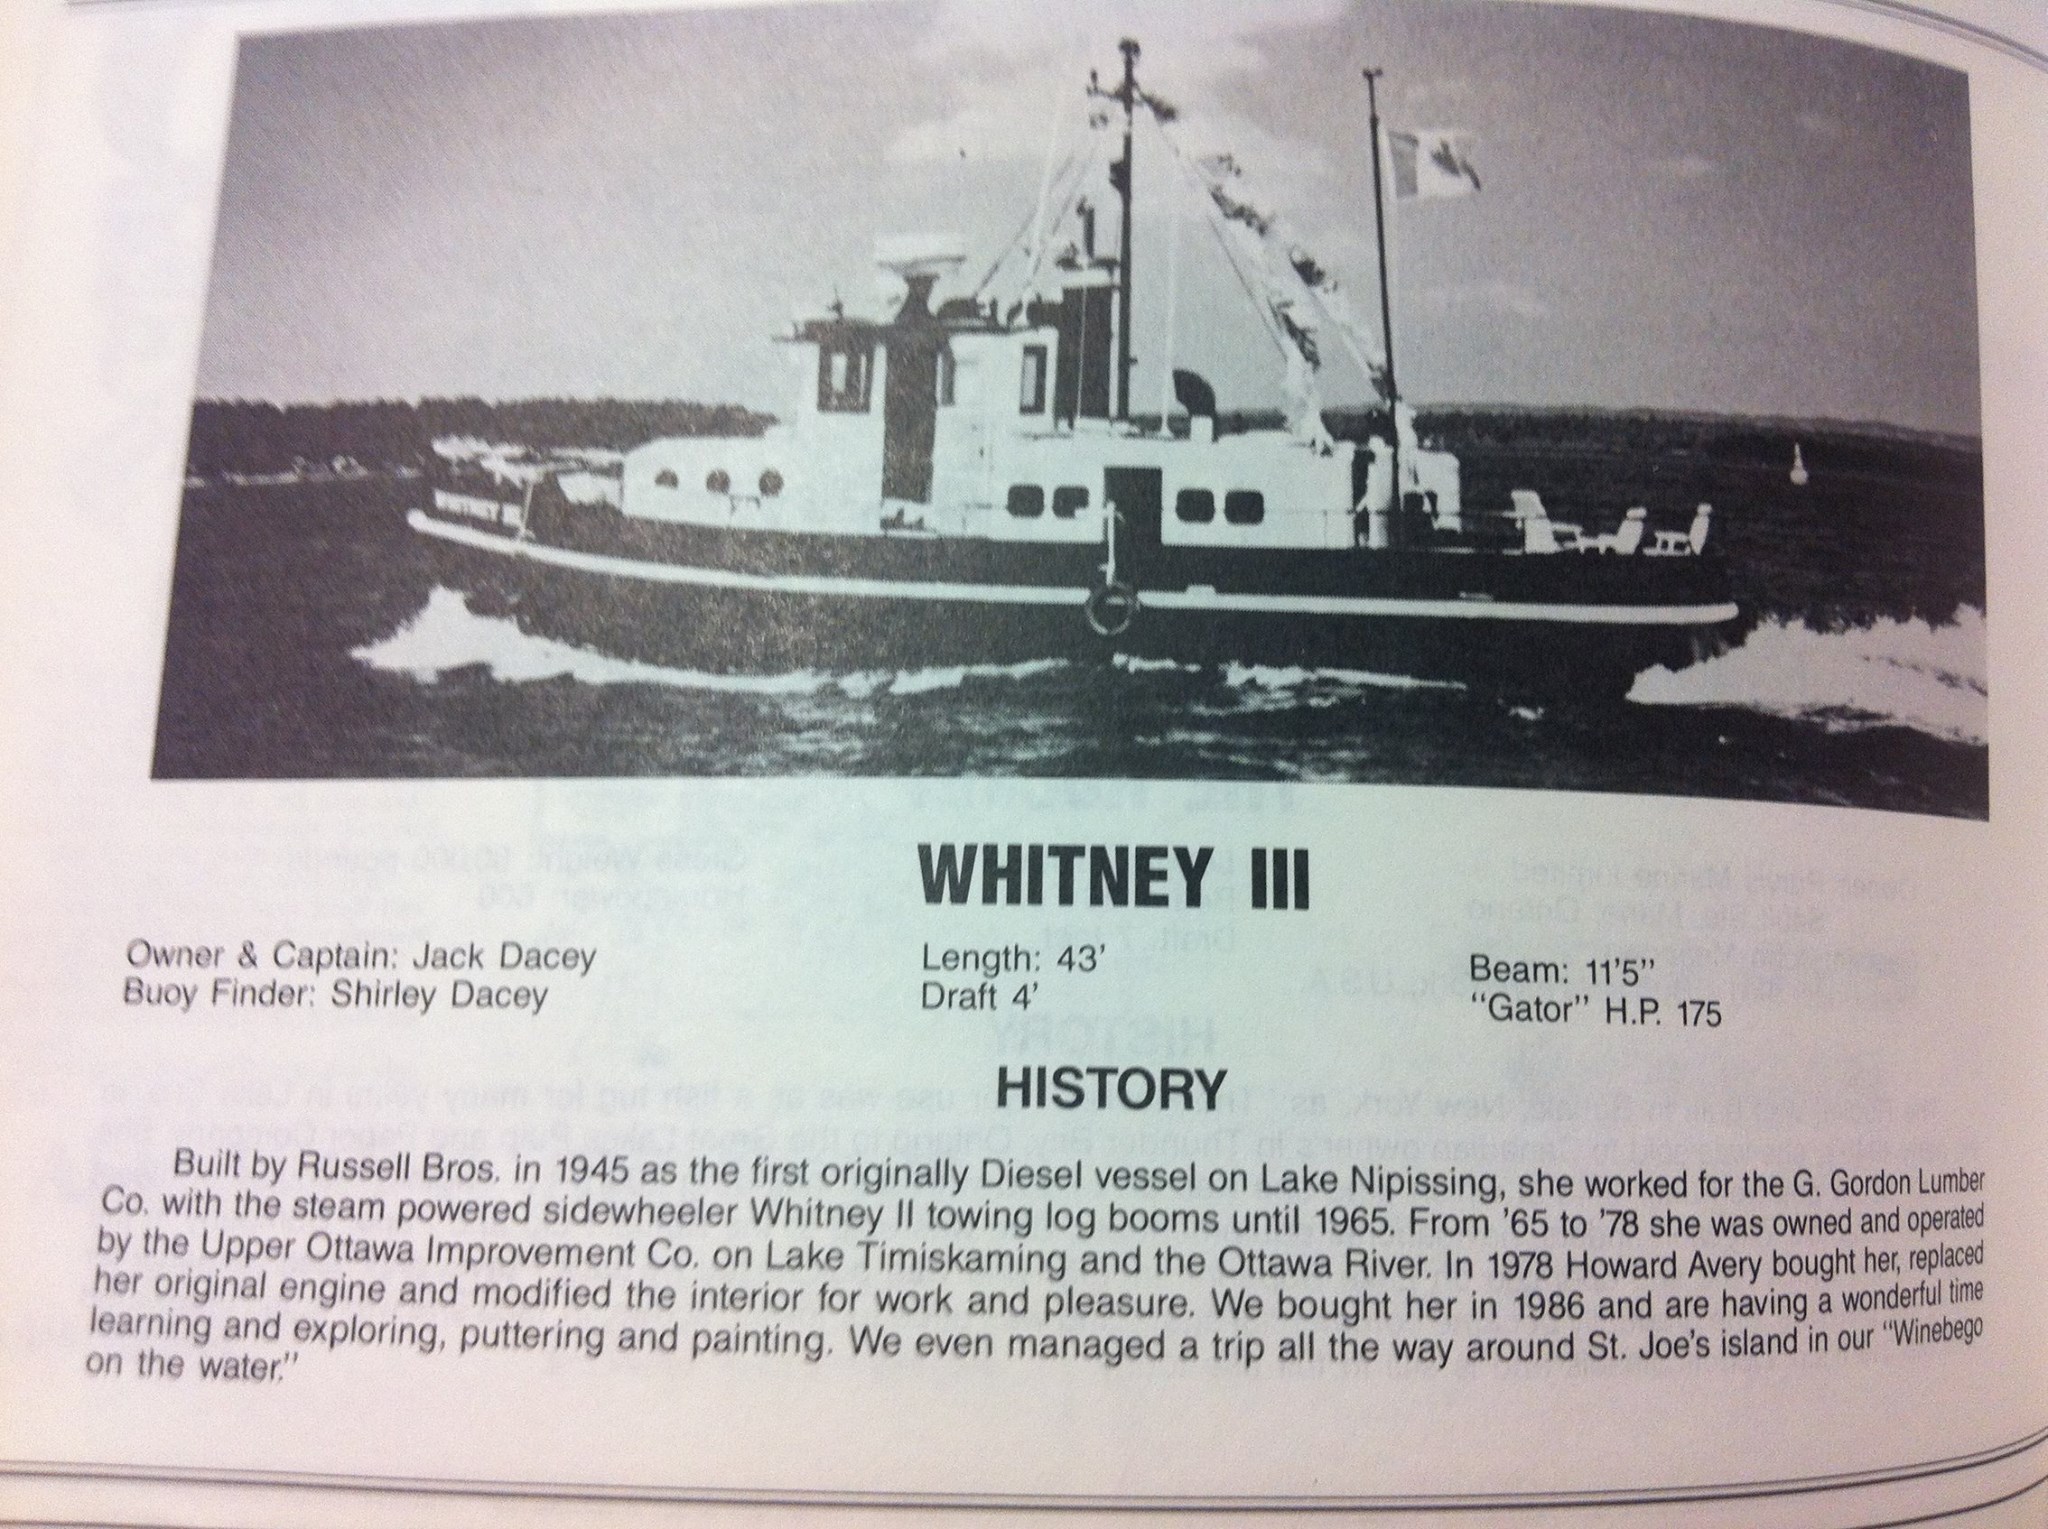 WHITNEY III
Owner & Captain: Jack Dacey
Buoy Finder: Shirley Dacey
Length: 43'
Draft 4'
Beam: 11'5"
"Gator" H.P. 175
HISTORY
Built by Russell Bros. in 1945 as the first originally Diesel vessel on Lake Nipissing, she worked for the G. Gordon Lumber
Co. with the steam powered sidewheeler Whitney II towing log booms until 1965. From '65 to '78 she was owned and operated
by the Upper Ottawa Improvement Co. on Lake Timiskaming and the Ottawa River. In 1978 Howard Avery bought her, replaced
her original engine and modified the interior for work and pleasure. We bought her in 1986 and are having a wonderful time
learning and exploring, puttering and painting. We even managed a trip all the way around St. Joe's island in our "Winebego
on the water."